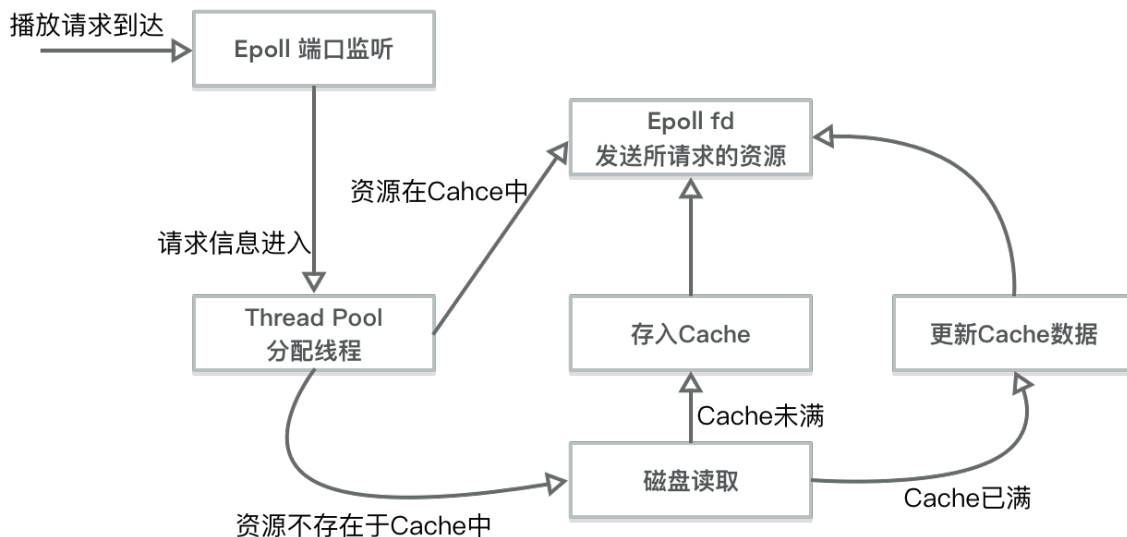 播放请求到达
Epoll 端口监听
Epoll fd
发送所请求的资源
资源在Cahce中
请求信息进入
Thread Pool
分配线程
存入Cache
更新Cache数据
Cache未满
磁盘读取
Cache已满
资源不存在于Cache中